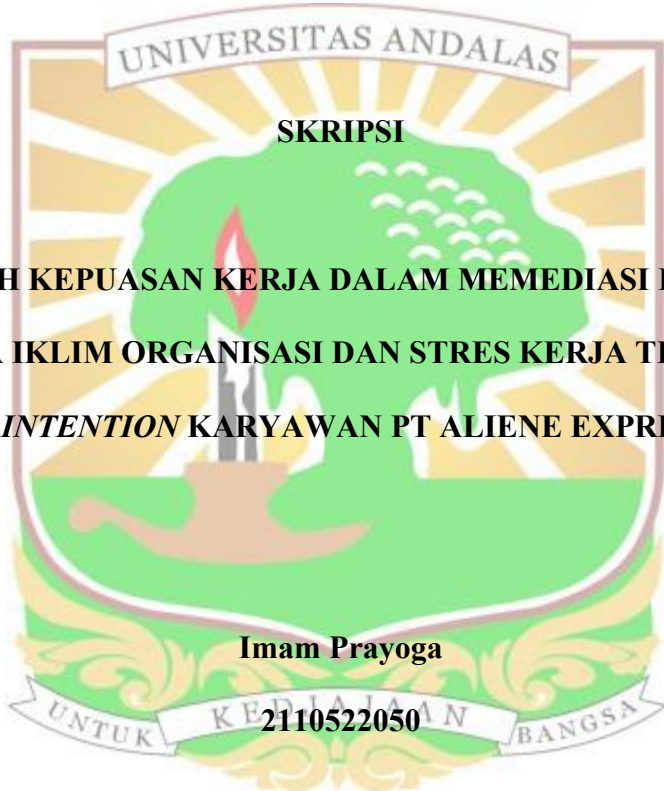 UNIVERSITAS ANDALAS
SKRIPSI
H KEPUASAN KERJA DALAM MEMEDIASI
IKLIM ORGANISASI DAN STRES KERJA
INTENTION KARYAWAN PT ALIENE EXPR
Imam Prayoga
2110522050
UNTUK KEDJAJAAN BANGSA